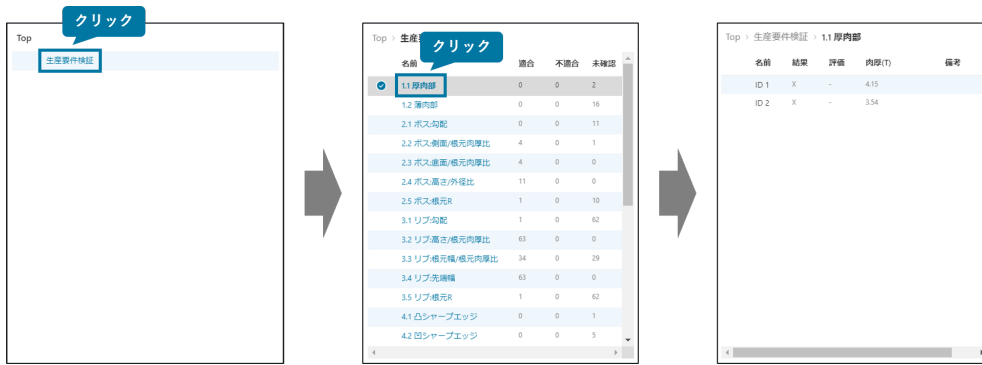 クリック
Top
生産要件検証
Top > 生産
クリック
名前 適合 不適合 未確認
1.1 厚肉部 0 0 2
1.2 薄肉部 0 0 16
2.1 ボス:勾配 0 0 11
2.2 ボス:側面/根元肉厚比 4 0 1
2.3 ボス:底面/根元肉厚比 4 0 0
2.4 ボス:高さ/外径比 11 0 0
2.5 ボス:根元R 1 0 10
3.1 リブ:勾配 1 0 62
3.2 リブ:高さ/根元肉厚比 63 0 0
3.3 リブ:根元幅/根元肉厚比 34 0 29
3.4 リブ:先端幅 63 0 0
3.5 リブ:根元R 1 0 62
4.1 凸シャープエッジ 0 0 1
4.2 凹シャープエッジ 0 0 5
Top > 生産要件検証 > 1.1 厚肉部
名前 結果 評価 肉厚(T) 備考
ID 1 X - 4.15
ID 2 X - 3.54